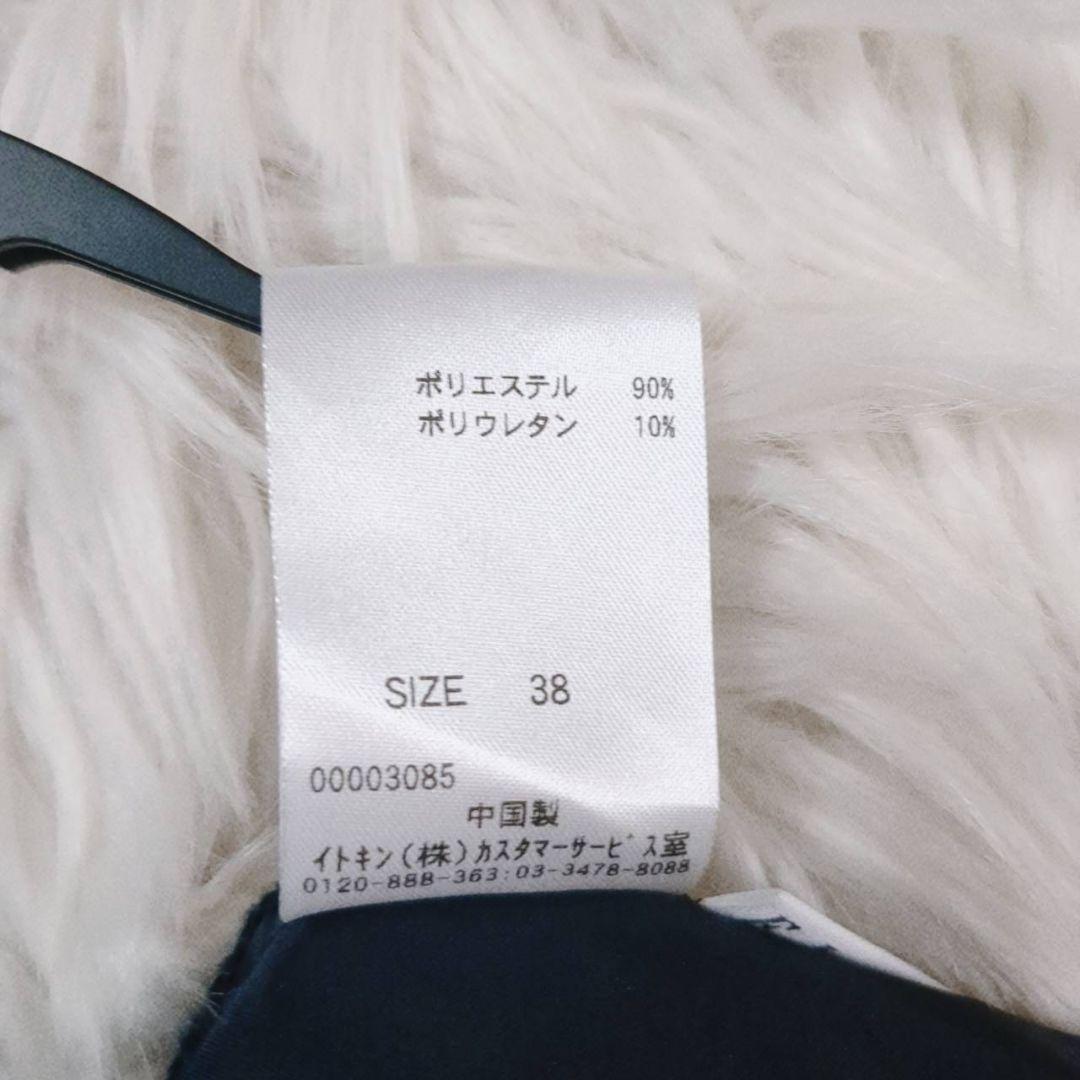 ポリエステル 90%
ポリウレタン 10%
SIZE 38
00003085
中国製
イトキン(株)カスタマーサービス室
0120-888-363:03-3478-8088